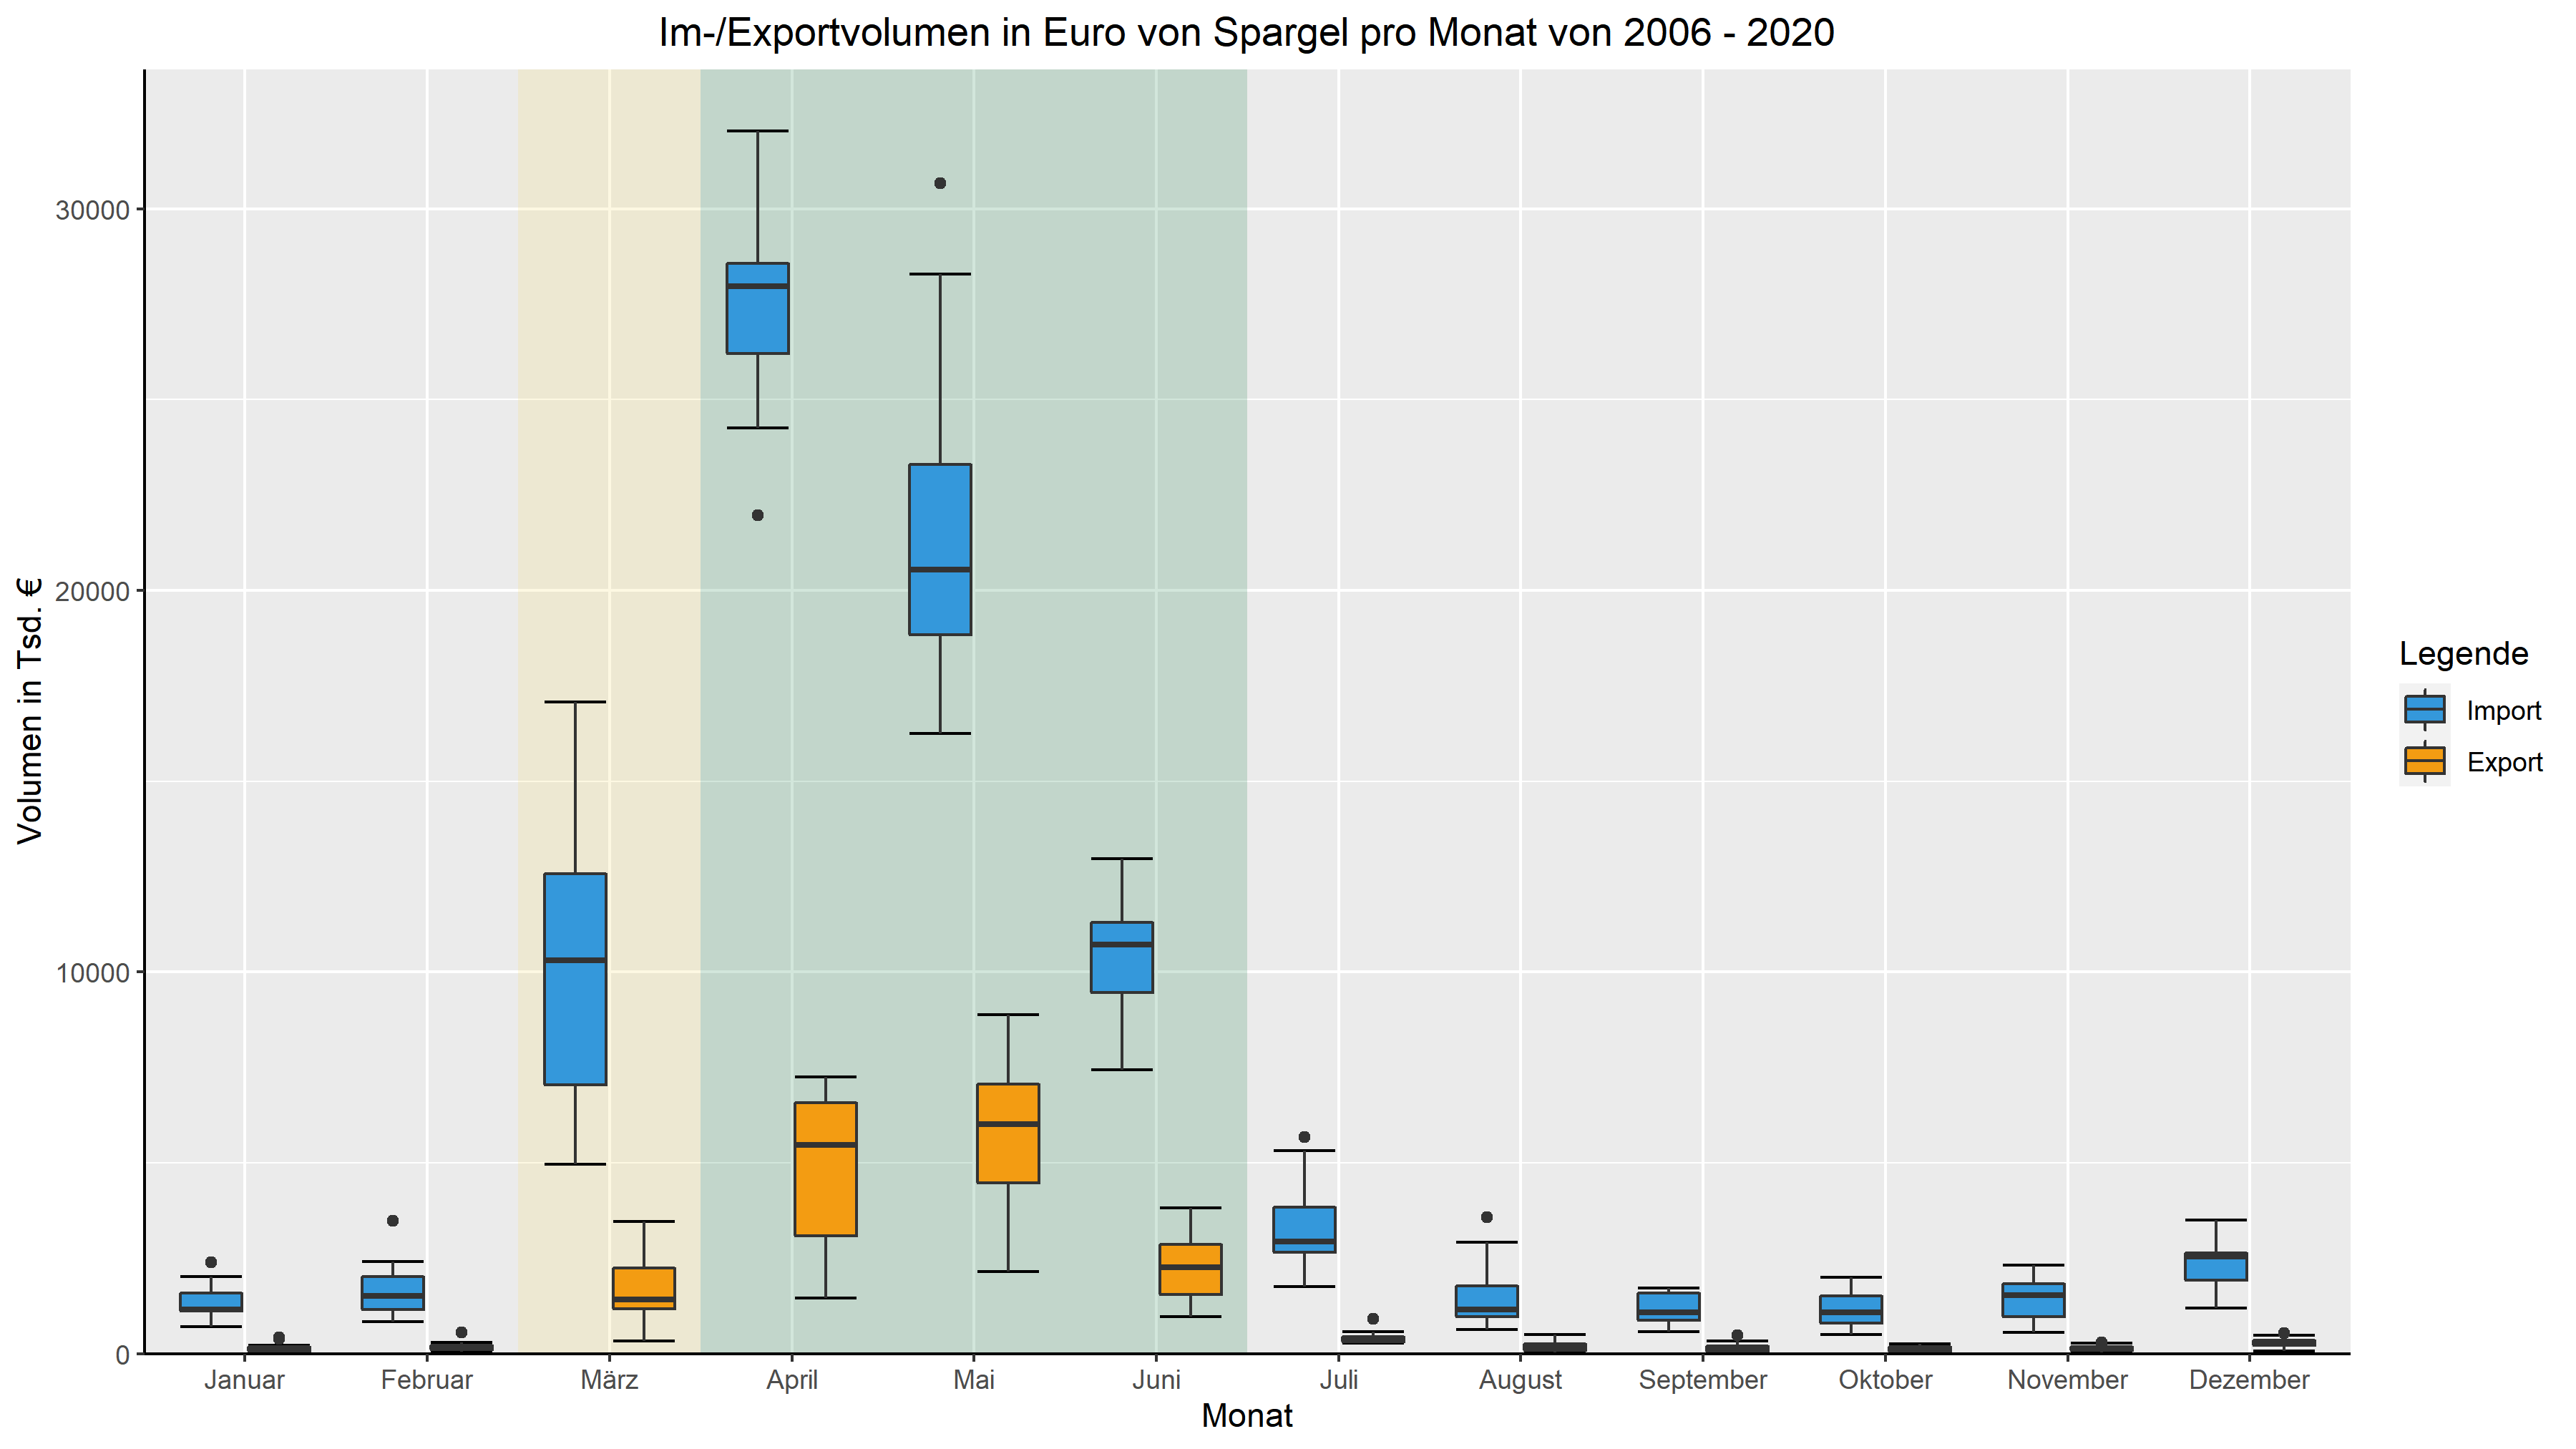 Im-/Exportvolumen in Euro von Spargel pro Monat von 2006 - 2020
Volumen in Tsd. €
30000
20000
10000
0
Januar Februar März April Mai Juni Juli August September Oktober November Dezember
Monat
Legende
Import
Export